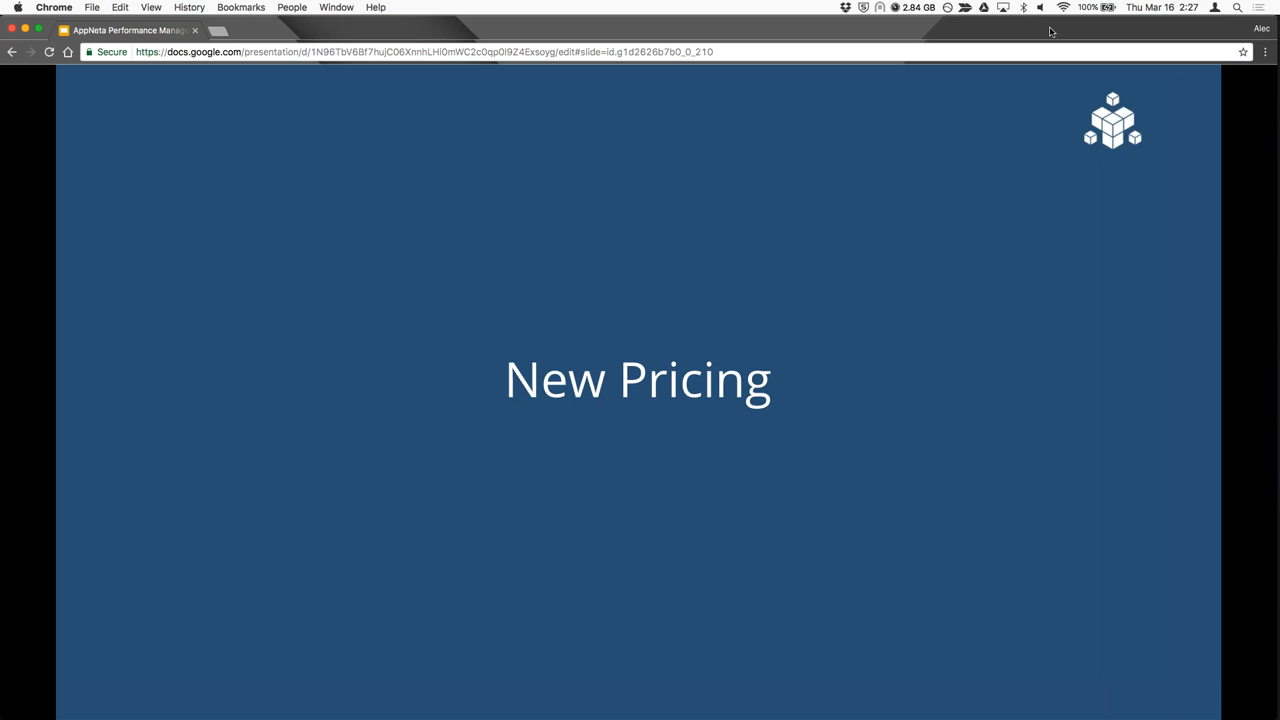 Chrome File Edit View History Bookmarks People Window Help 2.84 GB 100% Thu Mar 16 2:27
AppNeta Performance Manag Alec
Secure https://docs.google.com/presentation/d/1N96TbV6Bf7hujC06XnnhLHi0mWC2c0qp0I9Z4Exsoyg/edit#slide=id.g1d2626b7b0_0_210
New Pricing